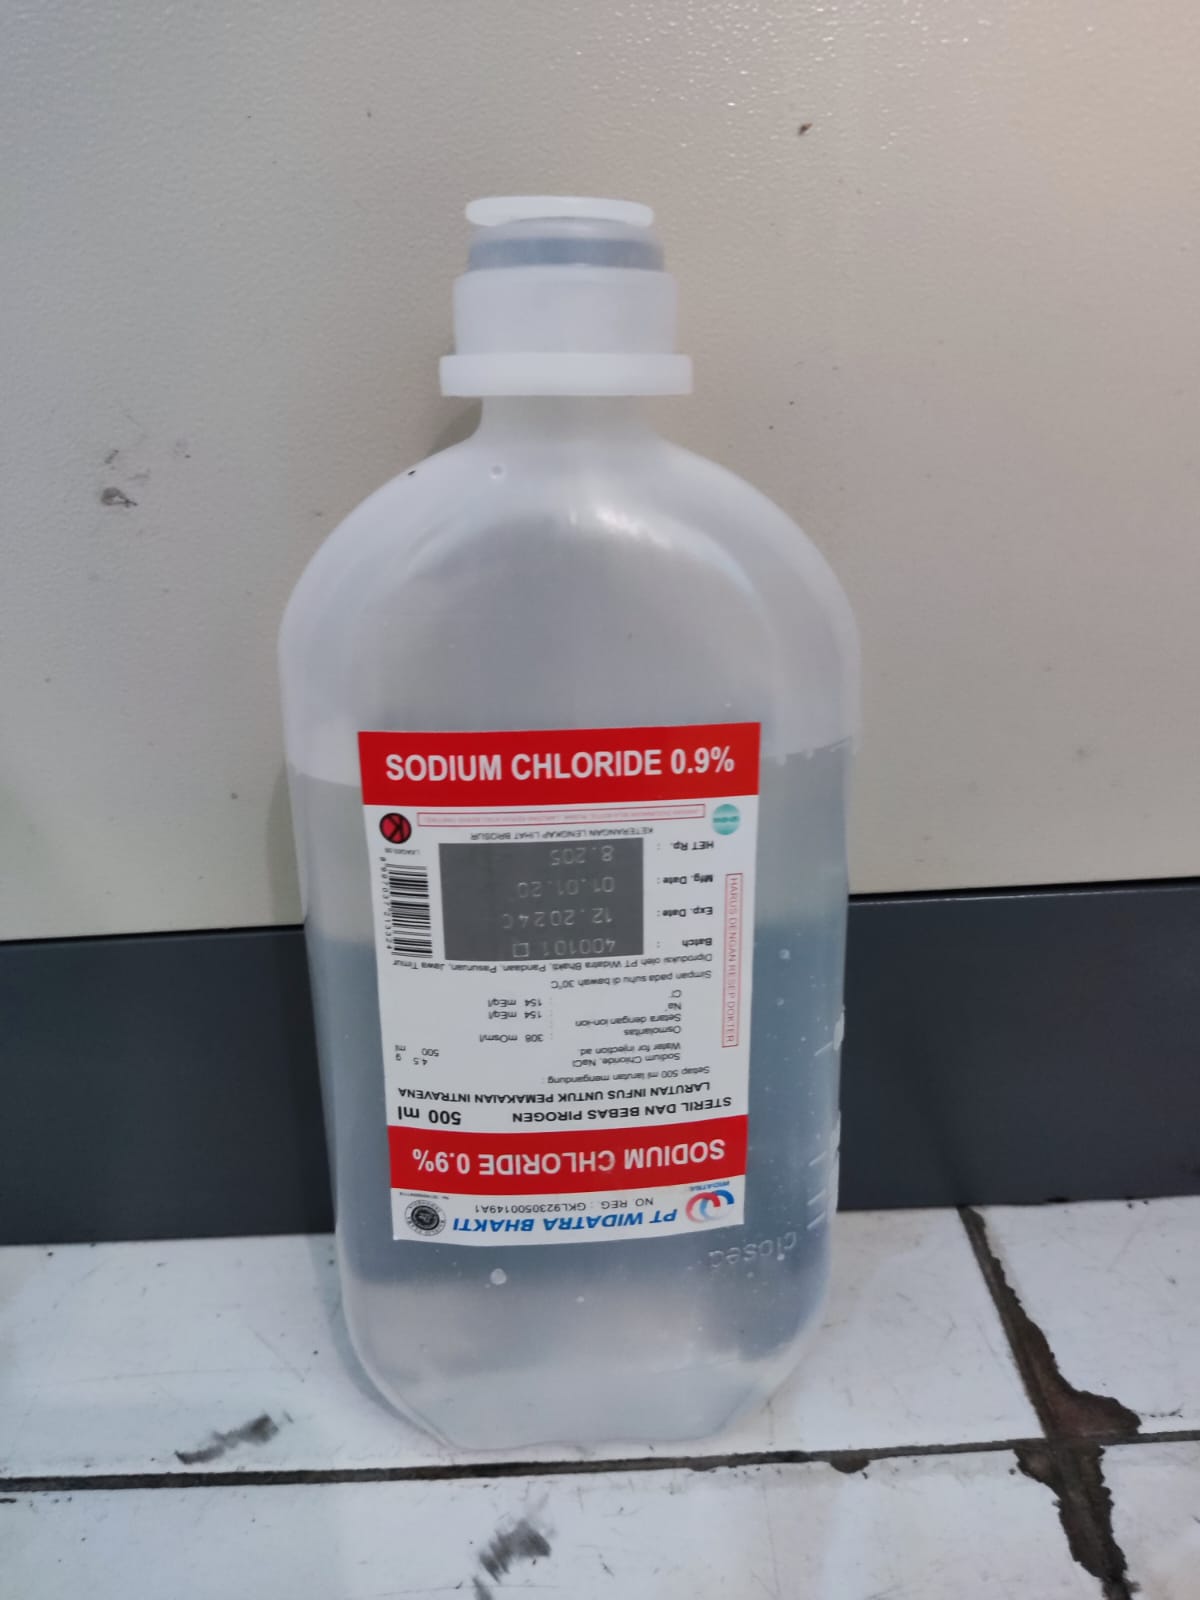 SODIUM CHLORIDE 0.9%
PT WIDATRA BHAKTI
WIDATRA
NO. REG : GKL9230500149A1
SODIUM CHLORIDE 0.9%
STERIL DAN BEBAS PIROGEN
LARUTAN INFUS UNTUK PEMAKAIAN INTRAVENA
500 ml
Setiap 500 ml larutan mengandung :
Sodium Chloride, NaCl 4.5 g
Water for injection ad. 500 ml
Osmolaritas : 308 mOsm/l
Setara dengan ion-ion
Na⁺ : 154 mEq/l
Cl⁻ : 154 mEq/l
Simpan pada suhu di bawah 30°C
Diproduksi oleh PT Widatra Bhakti, Pandaan, Pasuruan, Jawa Timur
Batch : 400101
Exp. Date : 12.2024
Mfg. Date : 01.01.20
HET Rp. : 8.205
KETERANGAN LENGKAP LIHAT BROSUR
HARUS DENGAN RESEP DOKTER
K
closed